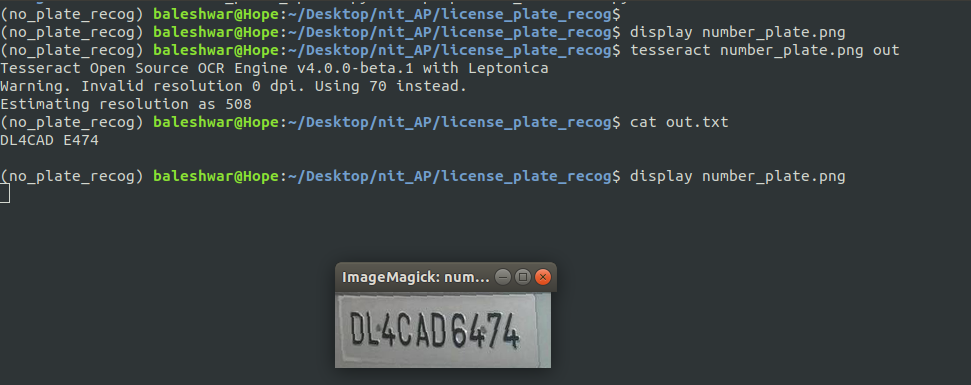 (no_plate_recog) baleshwar@Hope:~/Desktop/nit_AP/license_plate_recog$
(no_plate_recog) baleshwar@Hope:~/Desktop/nit_AP/license_plate_recog$ display number_plate.png
(no_plate_recog) baleshwar@Hope:~/Desktop/nit_AP/license_plate_recog$ tesseract number_plate.png out
Tesseract Open Source OCR Engine v4.0.0-beta.1 with Leptonica
Warning. Invalid resolution 0 dpi. Using 70 instead.
Estimating resolution as 508
(no_plate_recog) baleshwar@Hope:~/Desktop/nit_AP/license_plate_recog$ cat out.txt
DL4CAD E474
(no_plate_recog) baleshwar@Hope:~/Desktop/nit_AP/license_plate_recog$ display number_plate.png
ImageMagick: num...
DL4CAD6474